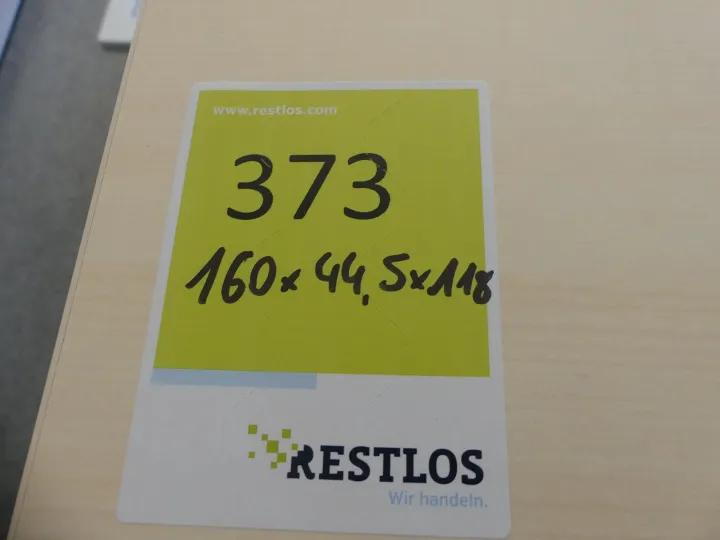 www.restlos.com
373
160x44,5x118
RESTLOS
Wir handeln.